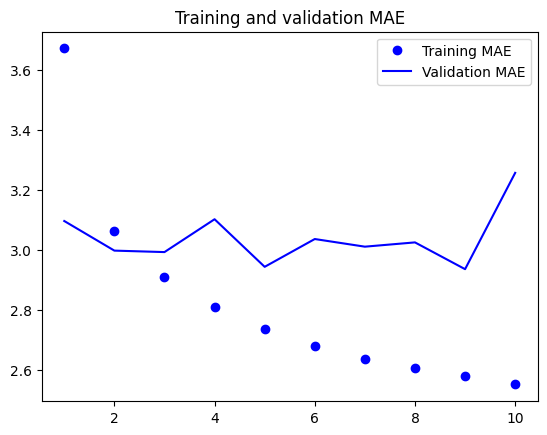 Training and validation MAE
Training MAE
Validation MAE
3.6
3.4
3.2
3.0
2.8
2.6
2 4 6 8 10